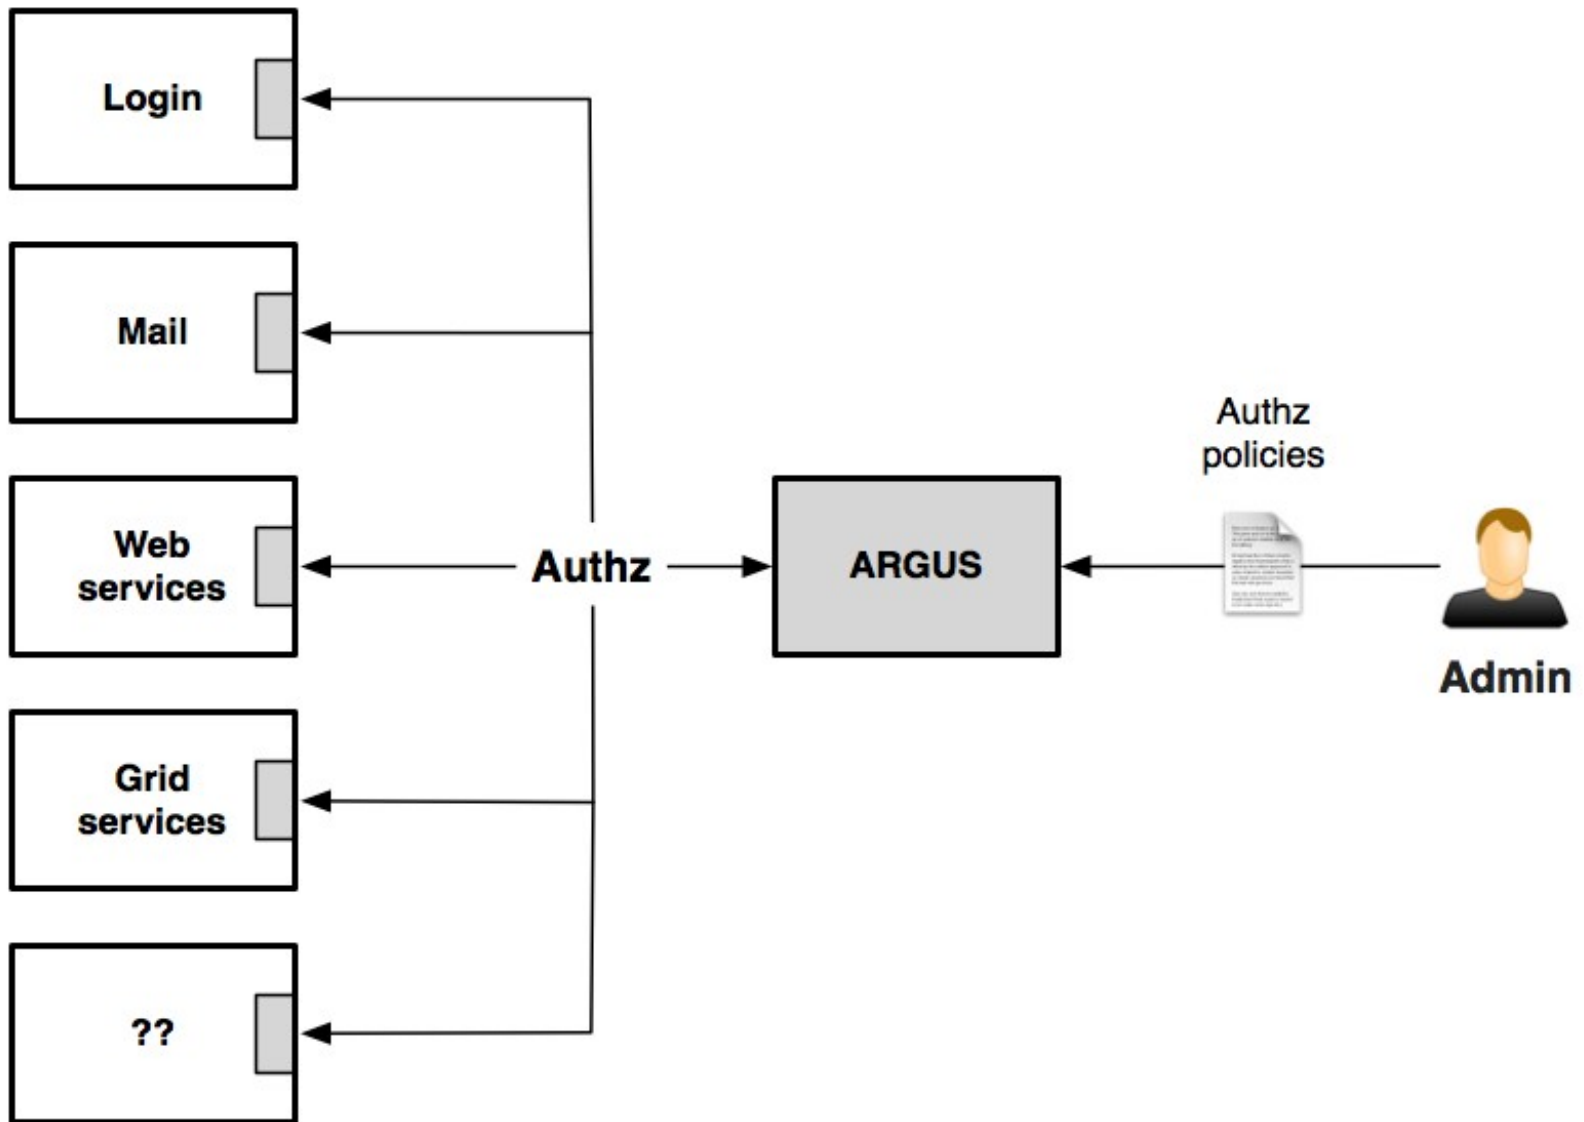 Login
Mail
Web
services
Grid
services
??
Authz
ARGUS
Authz
policies
Admin